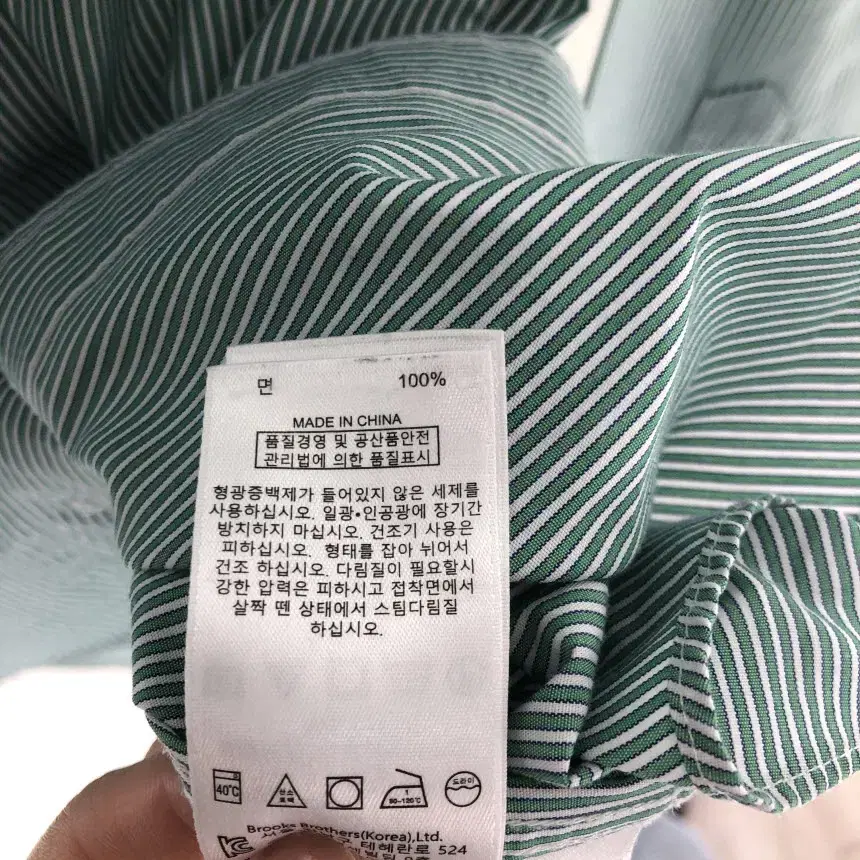 면 100%
MADE IN CHINA
품질경영 및 공산품안전
관리법에 의한 품질표시
형광증백제가 들어있지 않은 세제를
사용하십시오. 일광•인공광에 장기간
방치하지 마십시오. 건조기 사용은
피하십시오. 형태를 잡아 뉘어서
건조 하십시오. 다림질이 필요할시
강한 압력은 피하시고 접착면에서
살짝 뗀 상태에서 스팀다림질
하십시오.
40°C 산소 표백 1 80~120°C 드라이
Brooks Brothers(Korea),Ltd.
테헤란로 524